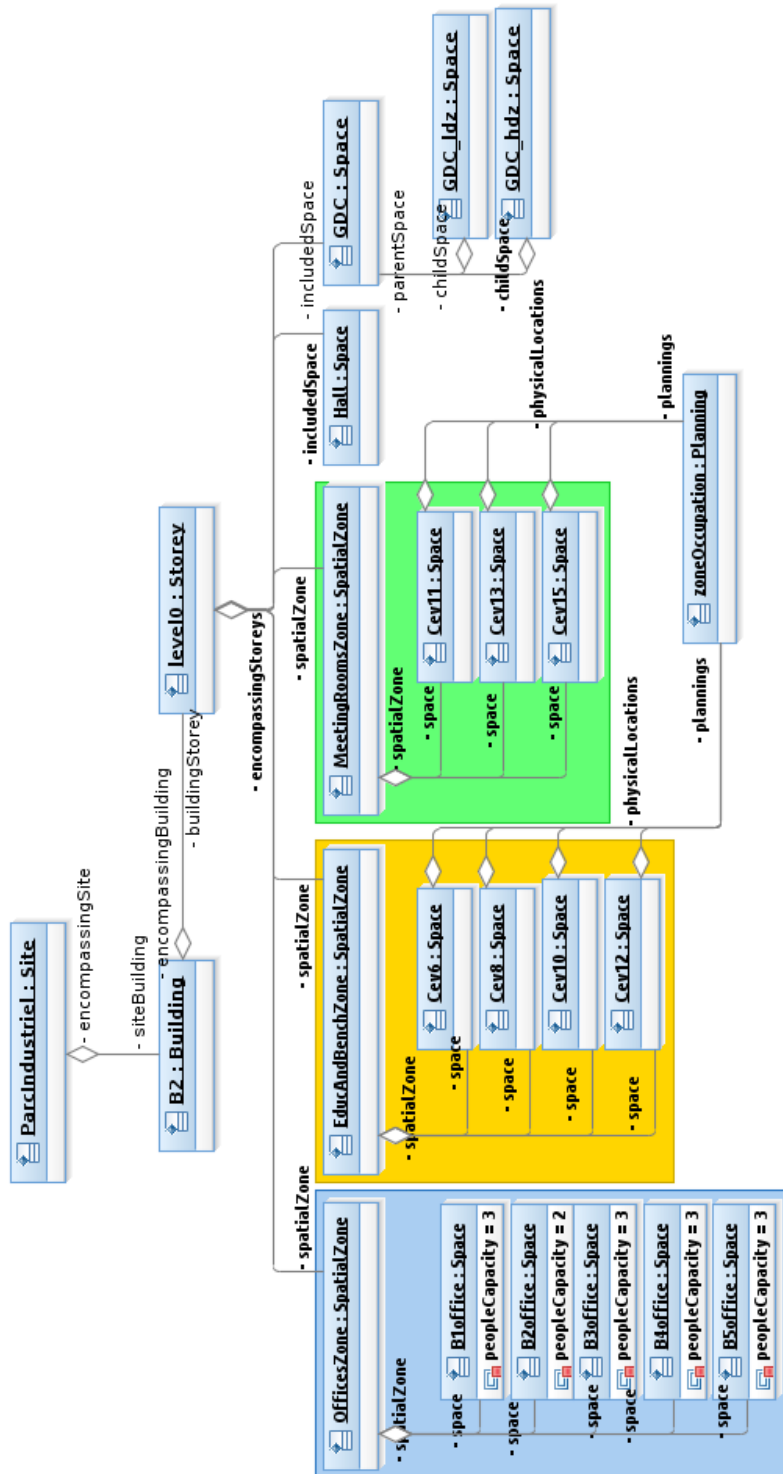 ParcIndustriel : Site
- encompassingSite
- siteBuilding
B2 : Building
- encompassingBuilding
- buildingStorey
level0 : Storey
- encompassingStoreys
- spatialZone
- spatialZone
- spatialZone
- includedSpace
- includedSpace
OfficesZone : SpatialZone
- spatialZone
- space
B1office : Space
peopleCapacity = 3
- space
B2office : Space
peopleCapacity = 2
- space
B3office : Space
peopleCapacity = 3
- space
B4office : Space
peopleCapacity = 3
- space
B5office : Space
peopleCapacity = 3
EducAndBenchZone : SpatialZone
- spatialZone
- space
Cev6 : Space
- space
Cev8 : Space
- space
Cev10 : Space
- space
Cev12 : Space
- physicalLocations
- plannings
MeetingRoomsZone : SpatialZone
- spatialZone
- space
Cev11 : Space
- space
Cev13 : Space
- space
Cev15 : Space
- physicalLocations
- plannings
zoneOccupation : Planning
Hall : Space
GDC : Space
- parentSpace
- childSpace
GDC_ldz : Space
- childSpace
GDC_hdz : Space